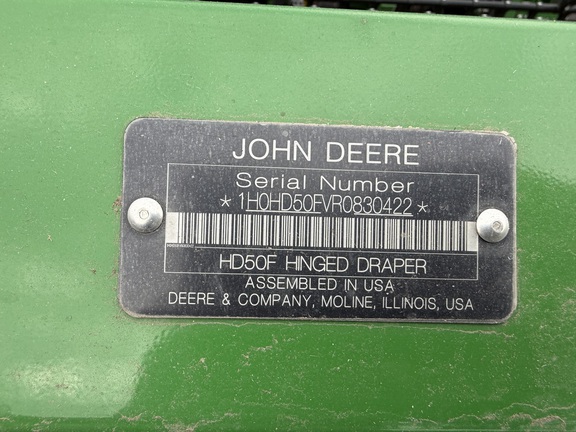 JOHN DEERE
Serial Number
*1H0HD50FVR0830422*
HD50F HINGED DRAPER
ASSEMBLED IN USA
DEERE & COMPANY, MOLINE, ILLINOIS, USA